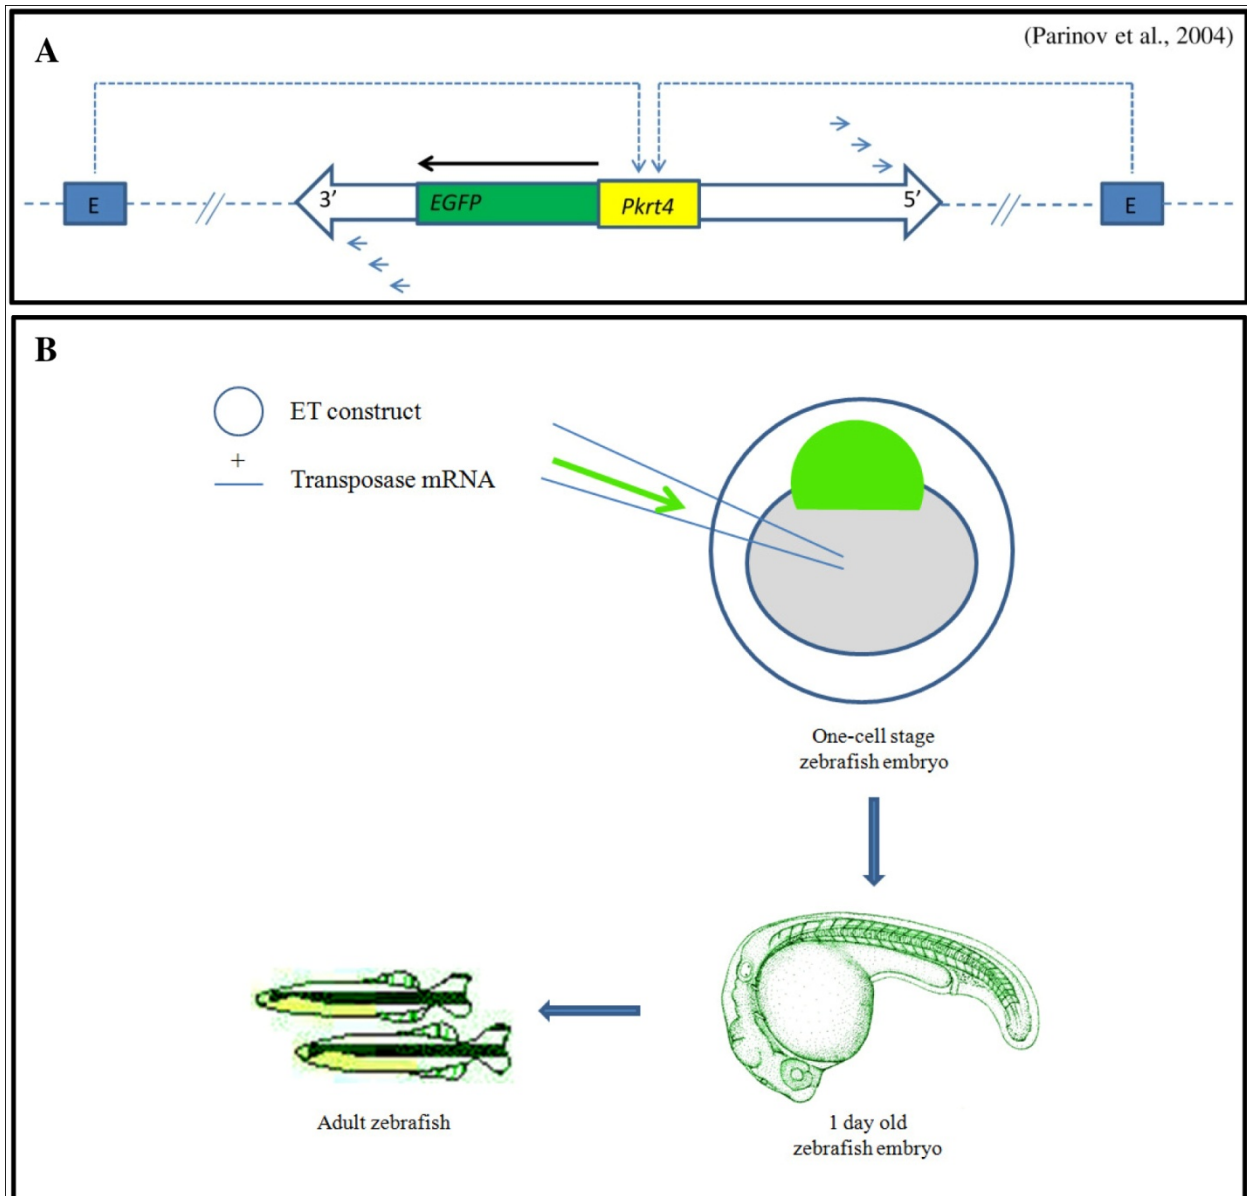 A
(Parinov et al., 2004)
E
3’
EGFP
Pkrt4
5’
E
B
ET construct
+
Transposase mRNA
One-cell stage
zebrafish embryo
Adult zebrafish
1 day old
zebrafish embryo